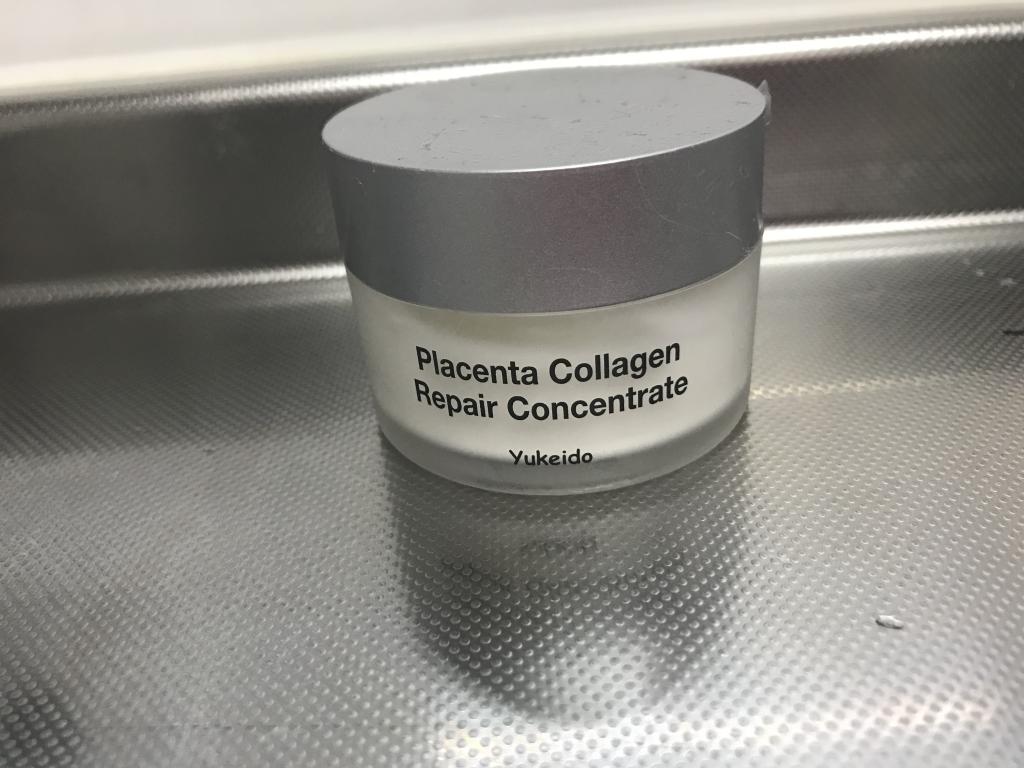 Placenta Collagen
Repair Concentrate
Yukeido